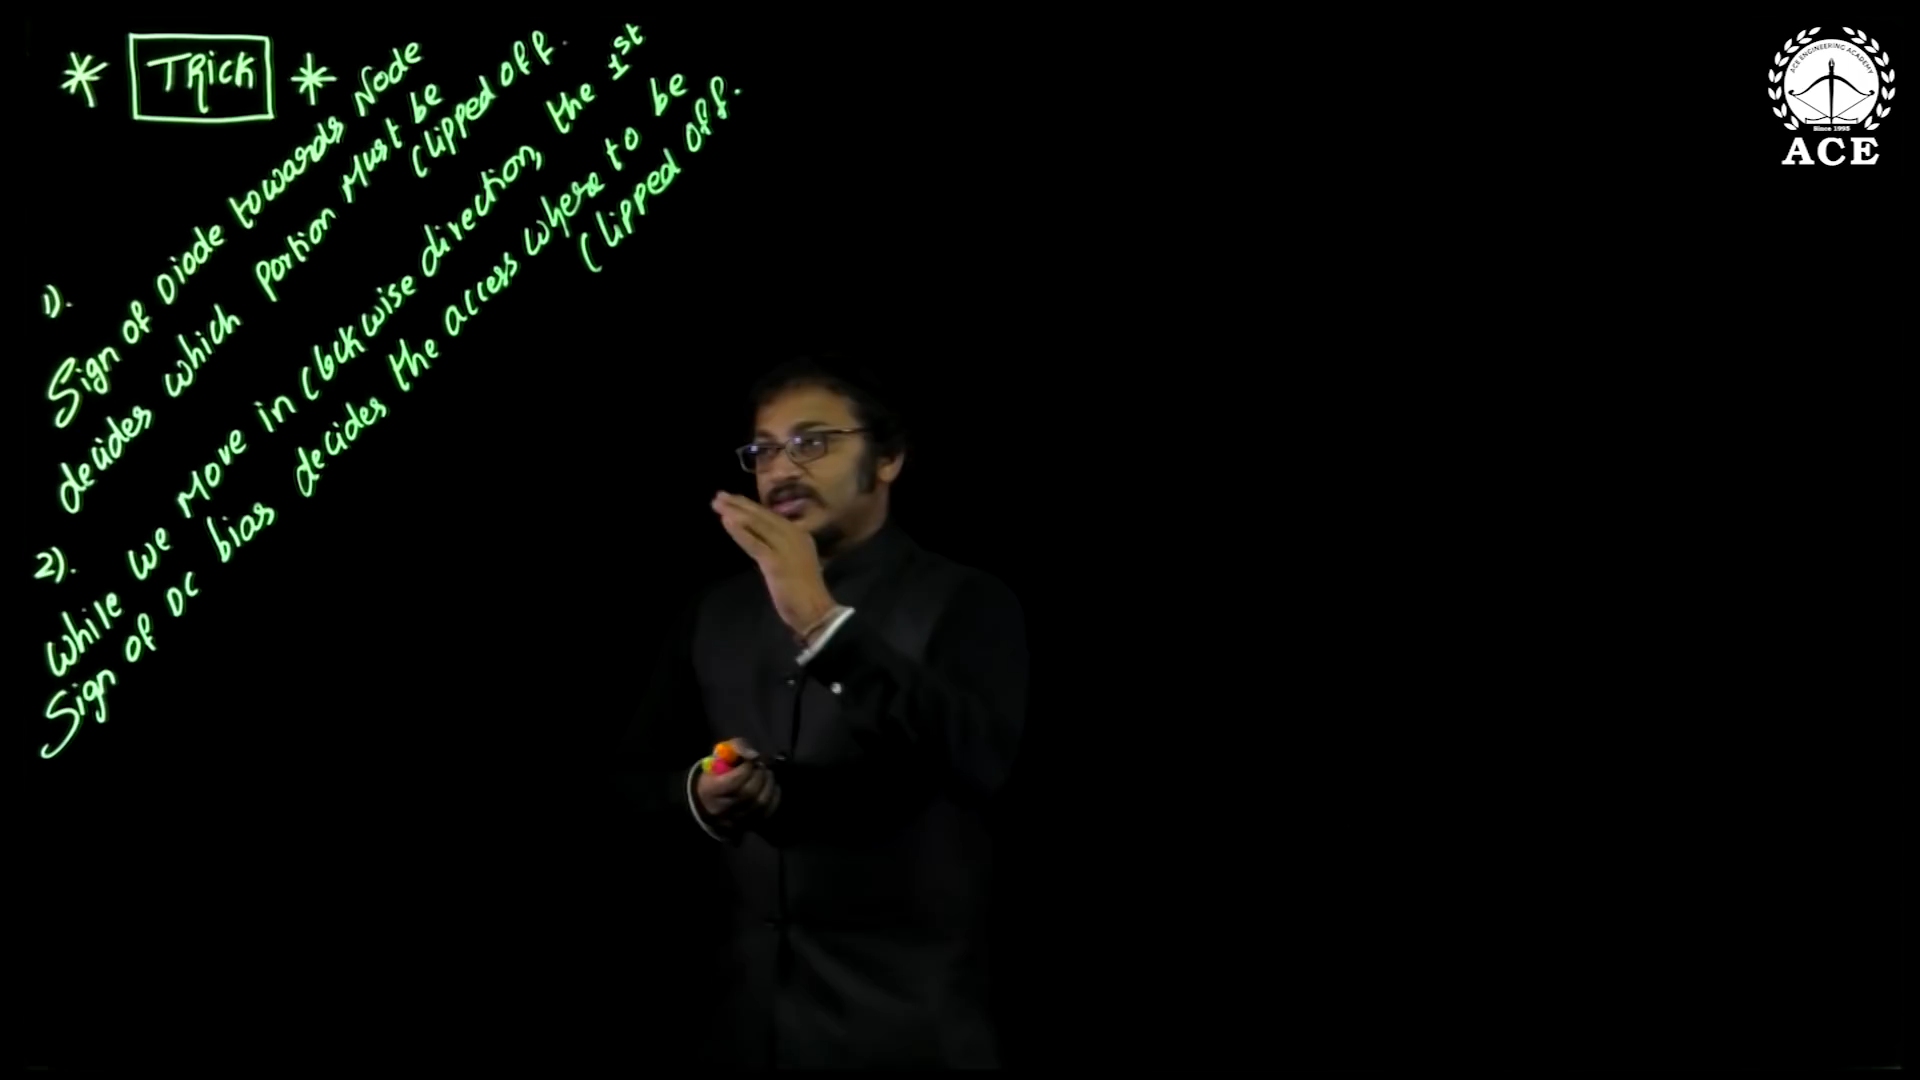 * TRICK *
1).
Sign of Diode towards Node
decides which portion must be
clipped off.
2).
While we move in clockwise direction, the 1st
Sign of DC bias decides the access where to be
clipped off.
ACE ENGINEERING ACADEMY
Since 1995
ACE